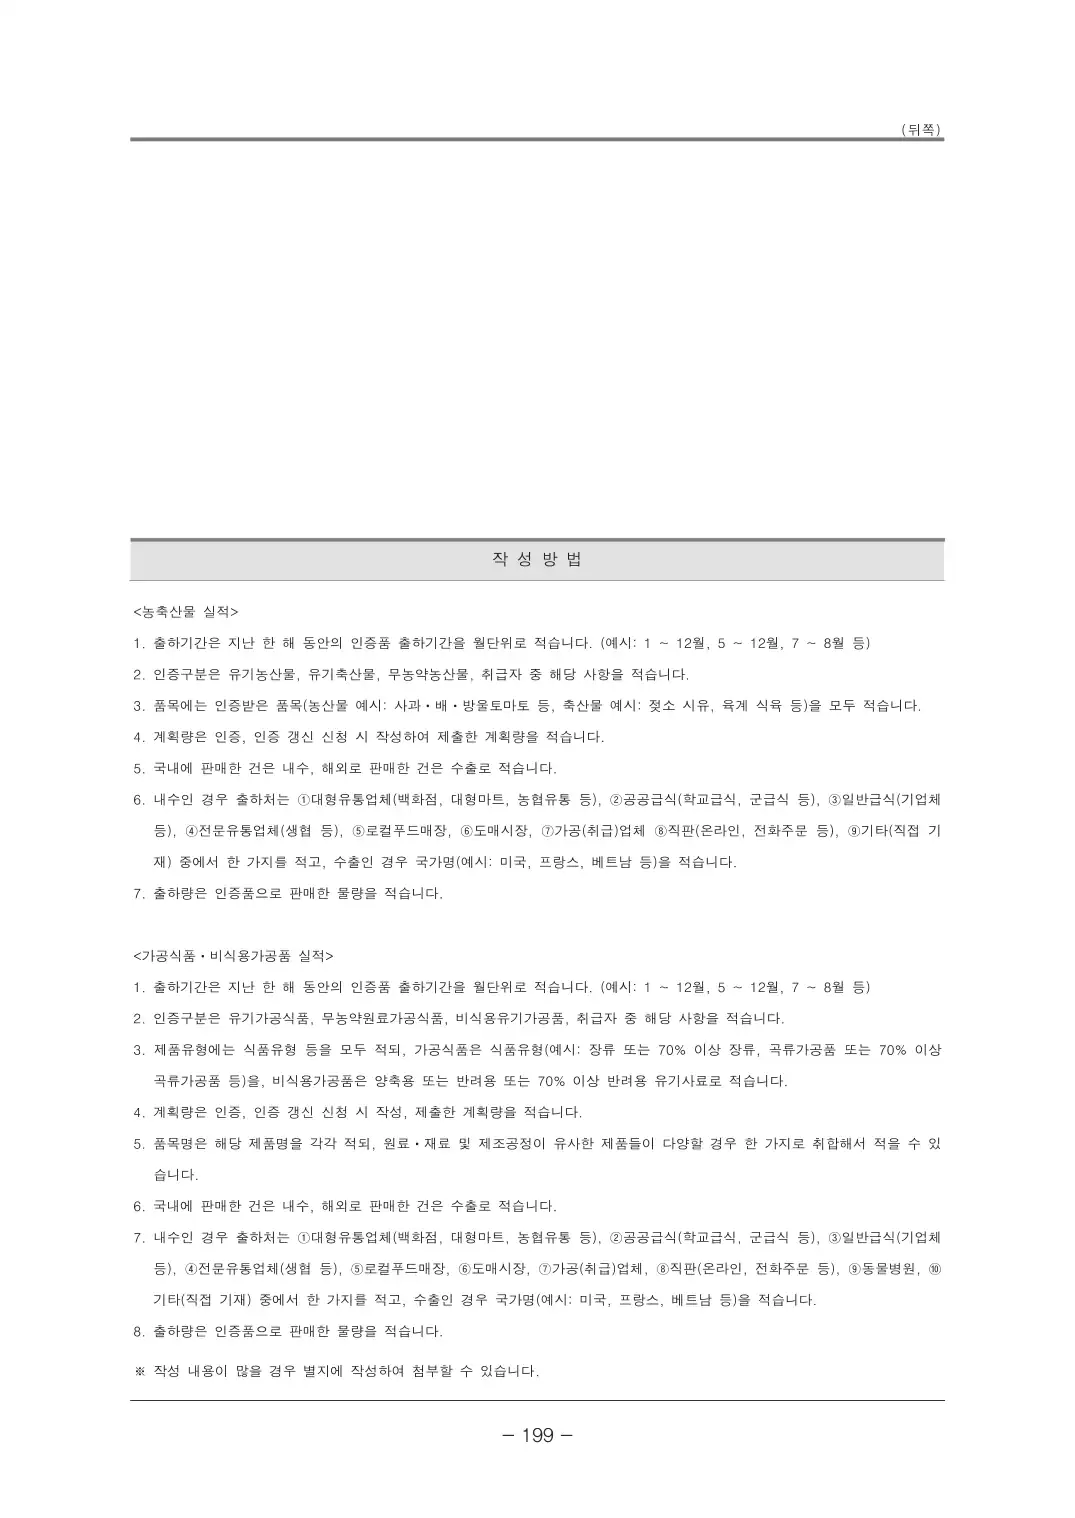 (뒤쪽)
작 성 방 법
<농축산물 실적>
1. 출하기간은 지난 한 해 동안의 인증품 출하기간을 월단위로 적습니다. (예시: 1 ~ 12월, 5 ~ 12월, 7 ~ 8월 등)
2. 인증구분은 유기농산물, 유기축산물, 무농약농산물, 취급자 중 해당 사항을 적습니다.
3. 품목에는 인증받은 품목(농산물 예시: 사과·배·방울토마토 등, 축산물 예시: 젖소 시유, 육계 식육 등)을 모두 적습니다.
4. 계획량은 인증, 인증 갱신 신청 시 작성하여 제출한 계획량을 적습니다.
5. 국내에 판매한 건은 내수, 해외로 판매한 건은 수출로 적습니다.
6. 내수인 경우 출하처는 ①대형유통업체(백화점, 대형마트, 농협유통 등), ②공공급식(학교급식, 군급식 등), ③일반급식(기업체
등), ④전문유통업체(생협 등), ⑤로컬푸드매장, ⑥도매시장, ⑦가공(취급)업체 ⑧직판(온라인, 전화주문 등), ⑨기타(직접 기
재) 중에서 한 가지를 적고, 수출인 경우 국가명(예시: 미국, 프랑스, 베트남 등)을 적습니다.
7. 출하량은 인증품으로 판매한 물량을 적습니다.
<가공식품·비식용가공품 실적>
1. 출하기간은 지난 한 해 동안의 인증품 출하기간을 월단위로 적습니다. (예시: 1 ~ 12월, 5 ~ 12월, 7 ~ 8월 등)
2. 인증구분은 유기가공식품, 무농약원료가공식품, 비식용유기가공품, 취급자 중 해당 사항을 적습니다.
3. 제품유형에는 식품유형 등을 모두 적되, 가공식품은 식품유형(예시: 장류 또는 70% 이상 장류, 곡류가공품 또는 70% 이상
곡류가공품 등)을, 비식용가공품은 양축용 또는 반려용 또는 70% 이상 반려용 유기사료로 적습니다.
4. 계획량은 인증, 인증 갱신 신청 시 작성, 제출한 계획량을 적습니다.
5. 품목명은 해당 제품명을 각각 적되, 원료·재료 및 제조공정이 유사한 제품들이 다양할 경우 한 가지로 취합해서 적을 수 있
습니다.
6. 국내에 판매한 건은 내수, 해외로 판매한 건은 수출로 적습니다.
7. 내수인 경우 출하처는 ①대형유통업체(백화점, 대형마트, 농협유통 등), ②공공급식(학교급식, 군급식 등), ③일반급식(기업체
등), ④전문유통업체(생협 등), ⑤로컬푸드매장, ⑥도매시장, ⑦가공(취급)업체, ⑧직판(온라인, 전화주문 등), ⑨동물병원, ⑩
기타(직접 기재) 중에서 한 가지를 적고, 수출인 경우 국가명(예시: 미국, 프랑스, 베트남 등)을 적습니다.
8. 출하량은 인증품으로 판매한 물량을 적습니다.
※ 작성 내용이 많을 경우 별지에 작성하여 첨부할 수 있습니다.
- 199 -